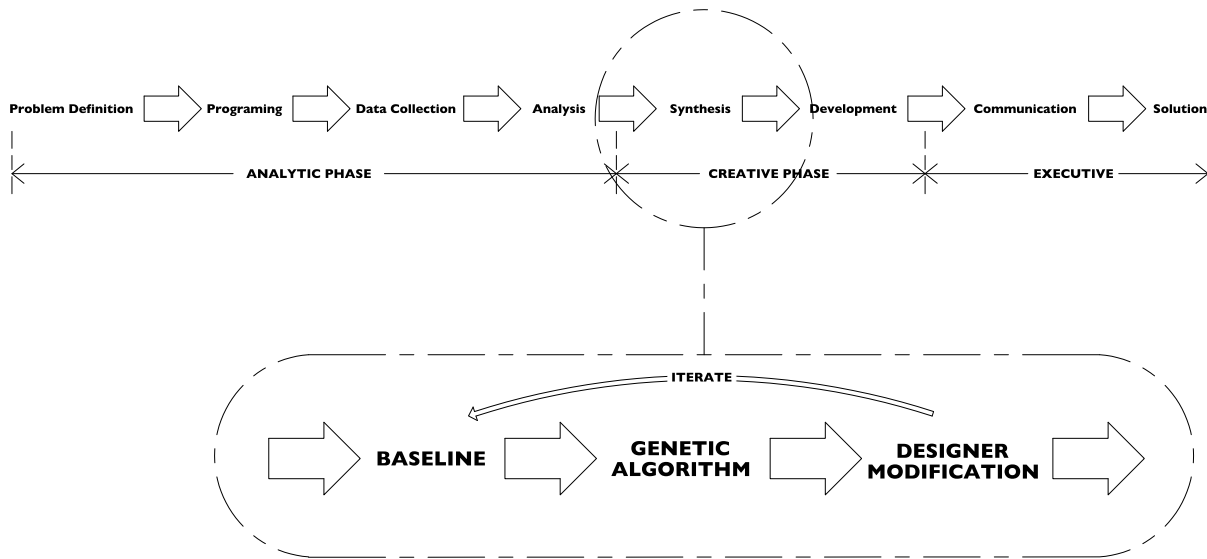 Problem Definition Programing Data Collection Analysis Synthesis Development Communication Solution
ANALYTIC PHASE CREATIVE PHASE EXECUTIVE
ITERATE
BASELINE
GENETIC
ALGORITHM
DESIGNER
MODIFICATION